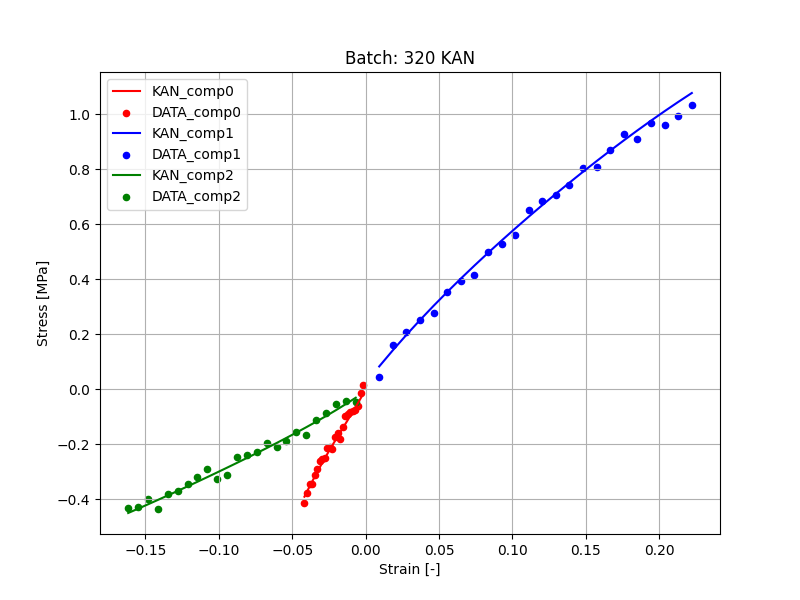 Batch: 320 KAN
KAN_comp0
DATA_comp0
KAN_comp1
DATA_comp1
KAN_comp2
DATA_comp2
1.0
0.8
0.6
0.4
0.2
0.0
−0.2
−0.4
Stress [MPa]
−0.15
−0.10
−0.05
0.00
0.05
0.10
0.15
0.20
Strain [-]